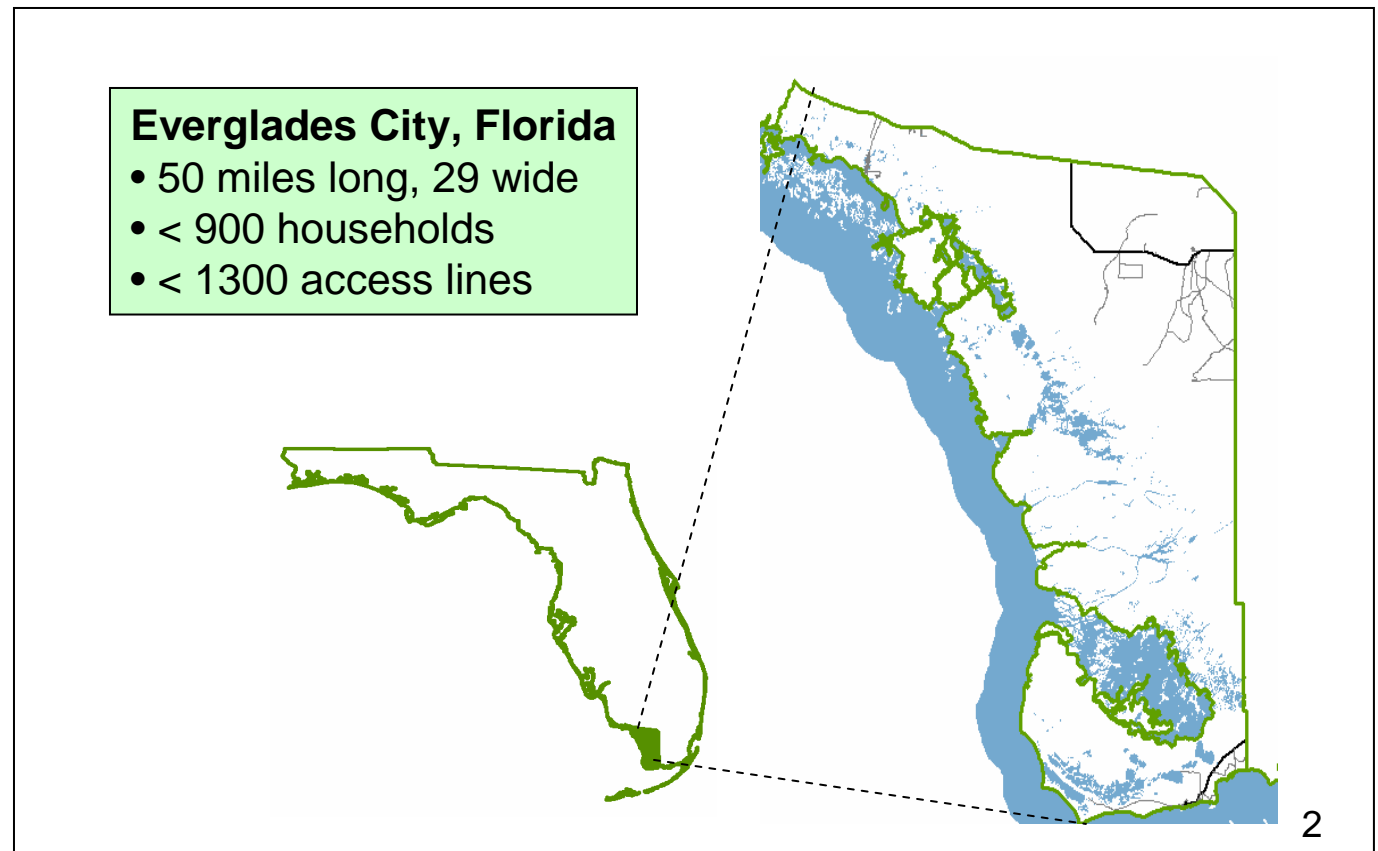 Everglades City, Florida
• 50 miles long, 29 wide
• < 900 households
• < 1300 access lines
2